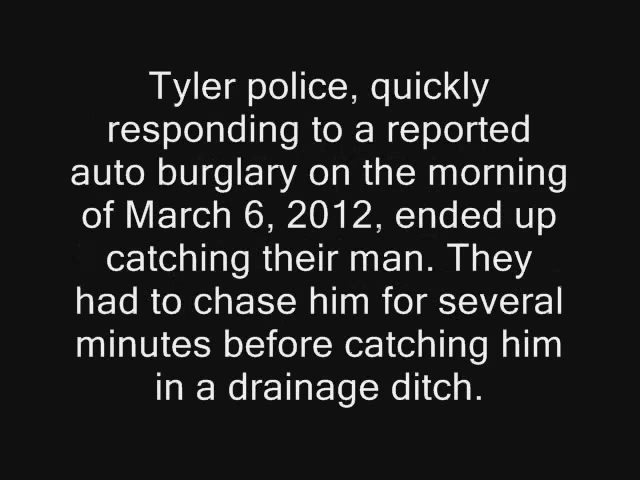 Tyler police, quickly
responding to a reported
auto burglary on the morning
of March 6, 2012, ended up
catching their man. They
had to chase him for several
minutes before catching him
in a drainage ditch.